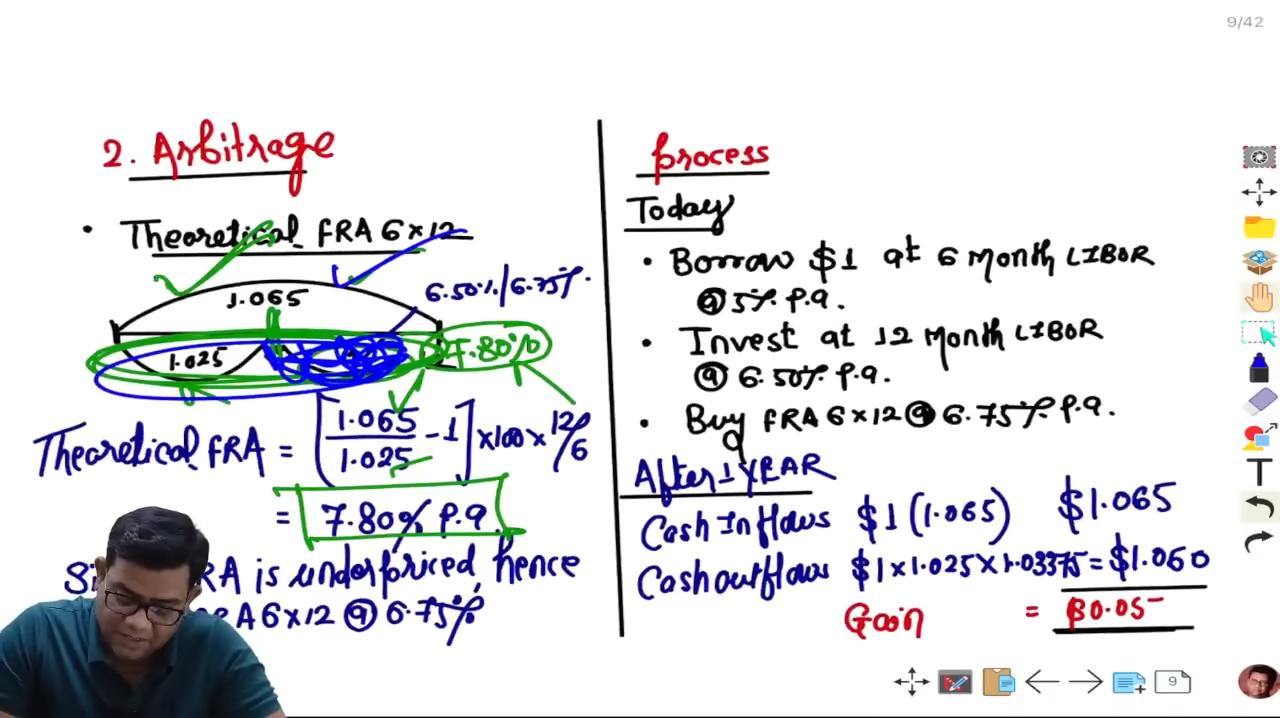 9/42
2. Arbitrage
• Theoretical FRA 6×12
1.065
6.50%/6.75%.
1.025
7.80%
Theoretical FRA = [1.065/1.025 - 1] ×100 × 12/6
= 7.80% P.a.
RA is underpriced, hence
A 6×12 @ 6.75%
Process
Today
• Borrow $1 at 6 Month LIBOR
@ 5% P.a.
• Invest at 12 Month LIBOR
@ 6.50% P.a.
• Buy FRA 6×12 @ 6.75% P.a.
After 1 YEAR
Cash Inflows $1 (1.065) $1.065
Cash outflows $1×1.025×1.03375 = $1.060
Gain = $0.05
9